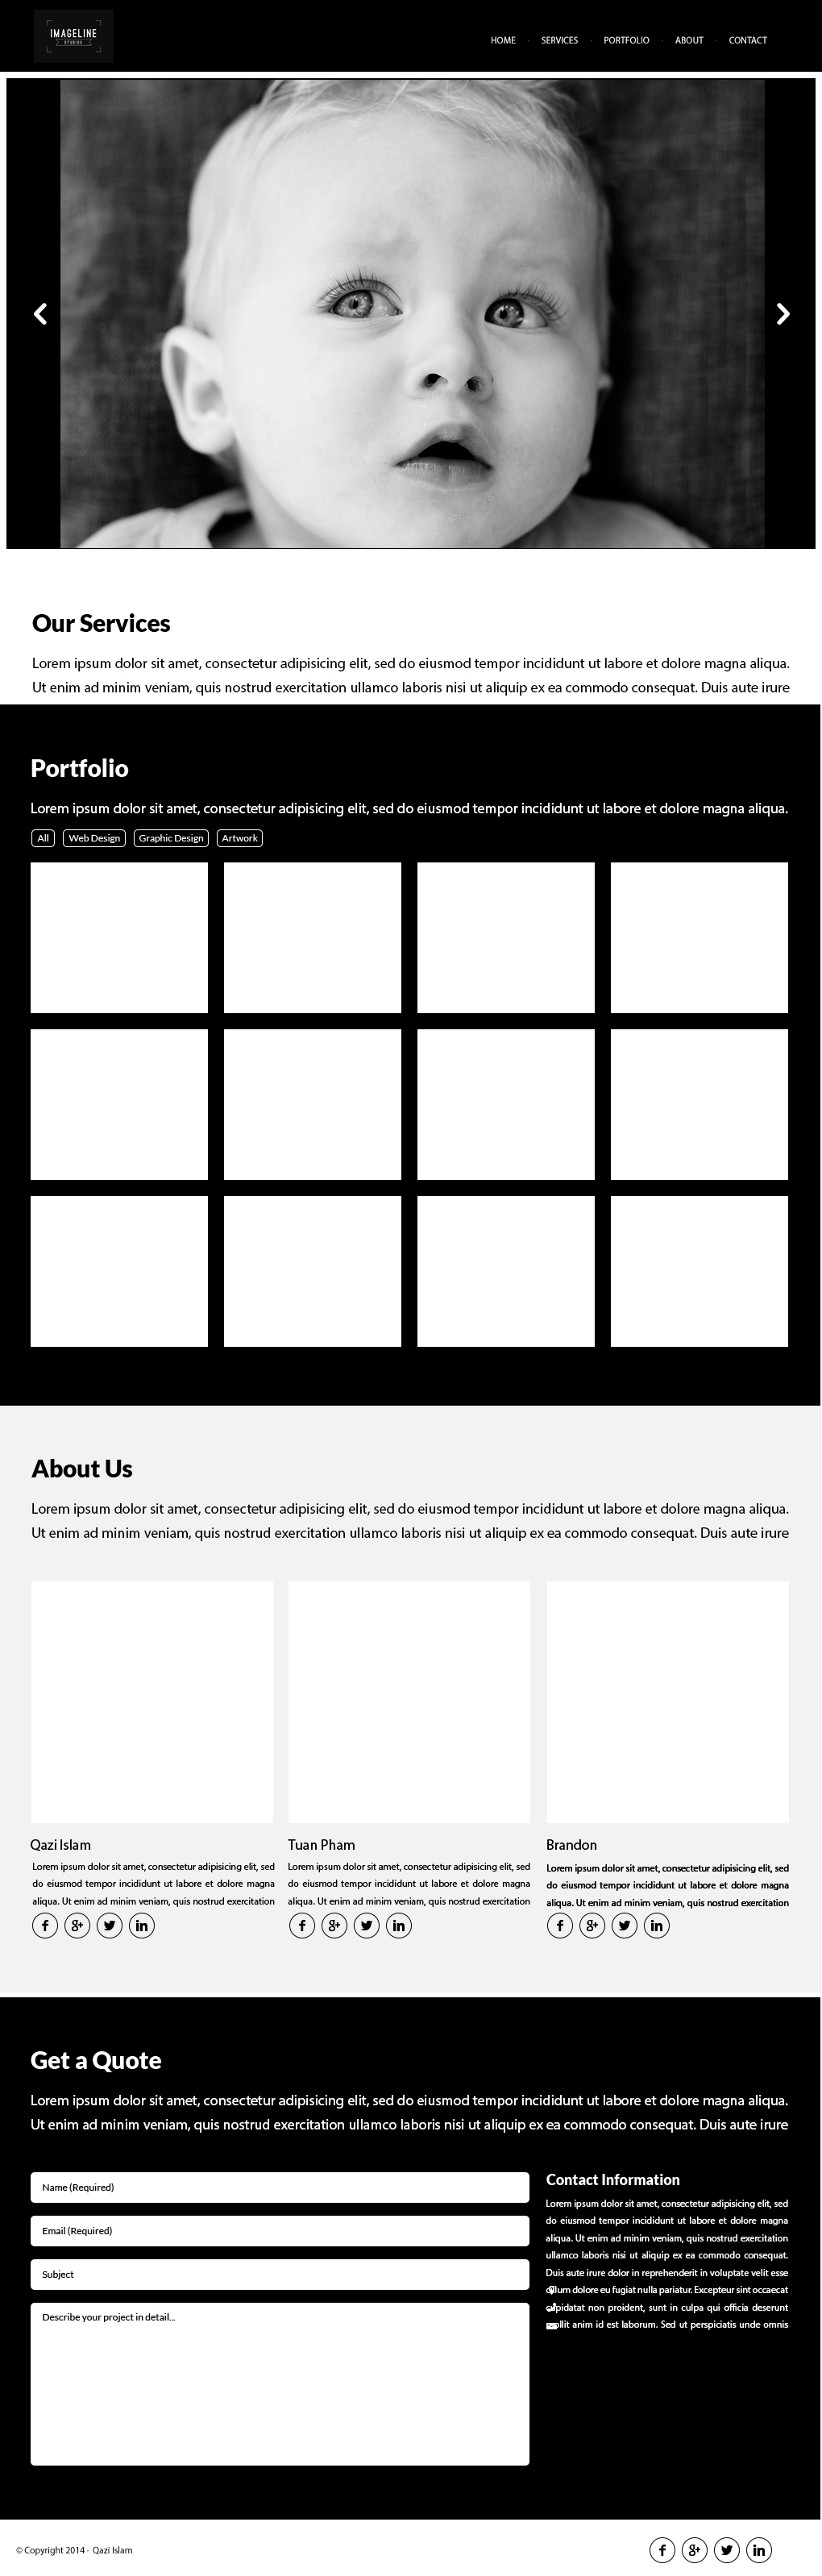 IMAGELINE
STUDIOS
HOME · SERVICES · PORTFOLIO · ABOUT · CONTACT
Our Services
Lorem ipsum dolor sit amet, consectetur adipisicing elit, sed do eiusmod tempor incididunt ut labore et dolore magna aliqua.
Ut enim ad minim veniam, quis nostrud exercitation ullamco laboris nisi ut aliquip ex ea commodo consequat. Duis aute irure
Portfolio
Lorem ipsum dolor sit amet, consectetur adipisicing elit, sed do eiusmod tempor incididunt ut labore et dolore magna aliqua.
All Web Design Graphic Design Artwork
About Us
Lorem ipsum dolor sit amet, consectetur adipisicing elit, sed do eiusmod tempor incididunt ut labore et dolore magna aliqua.
Ut enim ad minim veniam, quis nostrud exercitation ullamco laboris nisi ut aliquip ex ea commodo consequat. Duis aute irure
Qazi Islam
Lorem ipsum dolor sit amet, consectetur adipisicing elit, sed
do eiusmod tempor incididunt ut labore et dolore magna
aliqua. Ut enim ad minim veniam, quis nostrud exercitation
Tuan Pham
Lorem ipsum dolor sit amet, consectetur adipisicing elit, sed
do eiusmod tempor incididunt ut labore et dolore magna
aliqua. Ut enim ad minim veniam, quis nostrud exercitation
Brandon
Lorem ipsum dolor sit amet, consectetur adipisicing elit, sed
do eiusmod tempor incididunt ut labore et dolore magna
aliqua. Ut enim ad minim veniam, quis nostrud exercitation
Get a Quote
Lorem ipsum dolor sit amet, consectetur adipisicing elit, sed do eiusmod tempor incididunt ut labore et dolore magna aliqua.
Ut enim ad minim veniam, quis nostrud exercitation ullamco laboris nisi ut aliquip ex ea commodo consequat. Duis aute irure
Name (Required)
Email (Required)
Subject
Describe your project in detail...
Contact Information
Lorem ipsum dolor sit amet, consectetur adipisicing elit, sed
do eiusmod tempor incididunt ut labore et dolore magna
aliqua. Ut enim ad minim veniam, quis nostrud exercitation
ullamco laboris nisi ut aliquip ex ea commodo consequat.
Duis aute irure dolor in reprehenderit in voluptate velit esse
cillum dolore eu fugiat nulla pariatur. Excepteur sint occaecat
cupidatat non proident, sunt in culpa qui officia deserunt
mollit anim id est laborum. Sed ut perspiciatis unde omnis
© Copyright 2014 · Qazi Islam